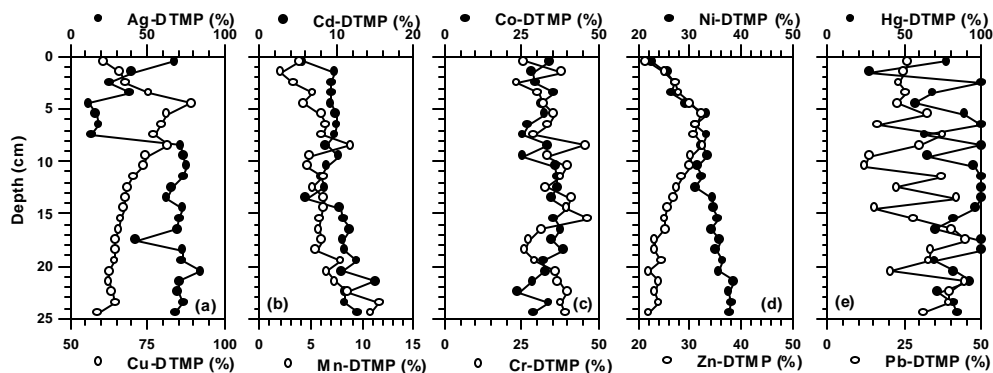 Ag-DTMP (%) Cd-DTMP (%) Co-DTMP (%) Ni-DTMP (%) Hg-DTMP (%)
0 50 100 0 10 20 0 25 50 20 30 40 50 0 50 100
Depth (cm)
0
5
10
15
20
25
(a) (b) (c) (d) (e)
50 75 100 0 5 10 15 0 25 50 20 30 40 50 0 25 50
Cu-DTMP (%) Mn-DTMP (%) Cr-DTMP (%) Zn-DTMP (%) Pb-DTMP (%)